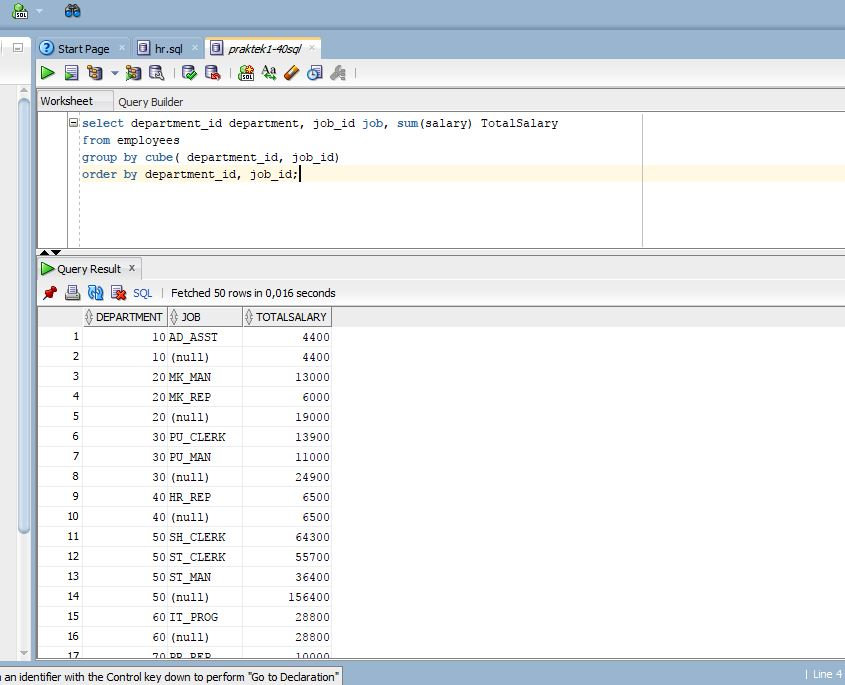 SQL
Start Page
hr.sql
praktek1-40sql
SQL
Aa
Worksheet
Query Builder
select department_id department, job_id job, sum(salary) TotalSalary
from employees
group by cube( department_id, job_id)
order by department_id, job_id;
Query Result x
SQL | Fetched 50 rows in 0,016 seconds
DEPARTMENT JOB TOTALSALARY
1 10 AD_ASST 4400
2 10 (null) 4400
3 20 MK_MAN 13000
4 20 MK_REP 6000
5 20 (null) 19000
6 30 PU_CLERK 13900
7 30 PU_MAN 11000
8 30 (null) 24900
9 40 HR_REP 6500
10 40 (null) 6500
11 50 SH_CLERK 64300
12 50 ST_CLERK 55700
13 50 ST_MAN 36400
14 50 (null) 156400
15 60 IT_PROG 28800
16 60 (null) 28800
17 70 PR_REP 10000
an identifier with the Control key down to perform "Go to Declaration"
| Line 4